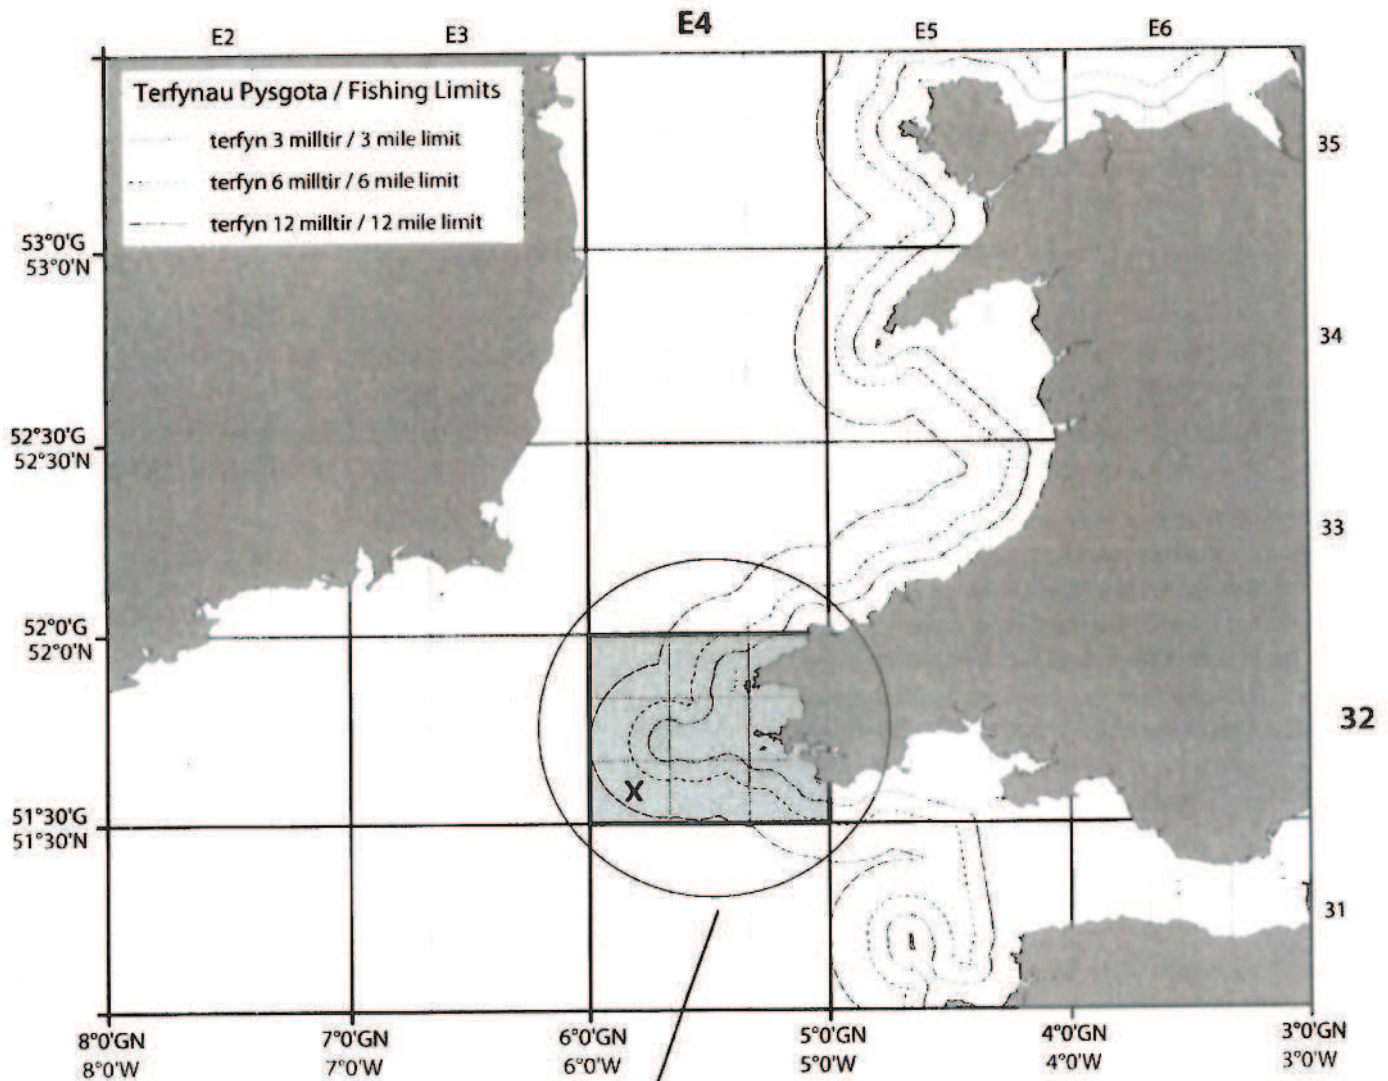 E2 E3 E4 E5 E6
Terfynau Pysgota / Fishing Limits
terfyn 3 milltir / 3 mile limit
terfyn 6 milltir / 6 mile limit
terfyn 12 milltir / 12 mile limit
35
53°0'G
53°0'N
34
52°30'G
52°30'N
33
52°0'G
52°0'N
32
X
51°30'G
51°30'N
31
8°0'GN 7°0'GN 6°0'GN 5°0'GN 4°0'GN 3°0'GN
8°0'W 7°0'W 6°0'W 5°0'W 4°0'W 3°0'W